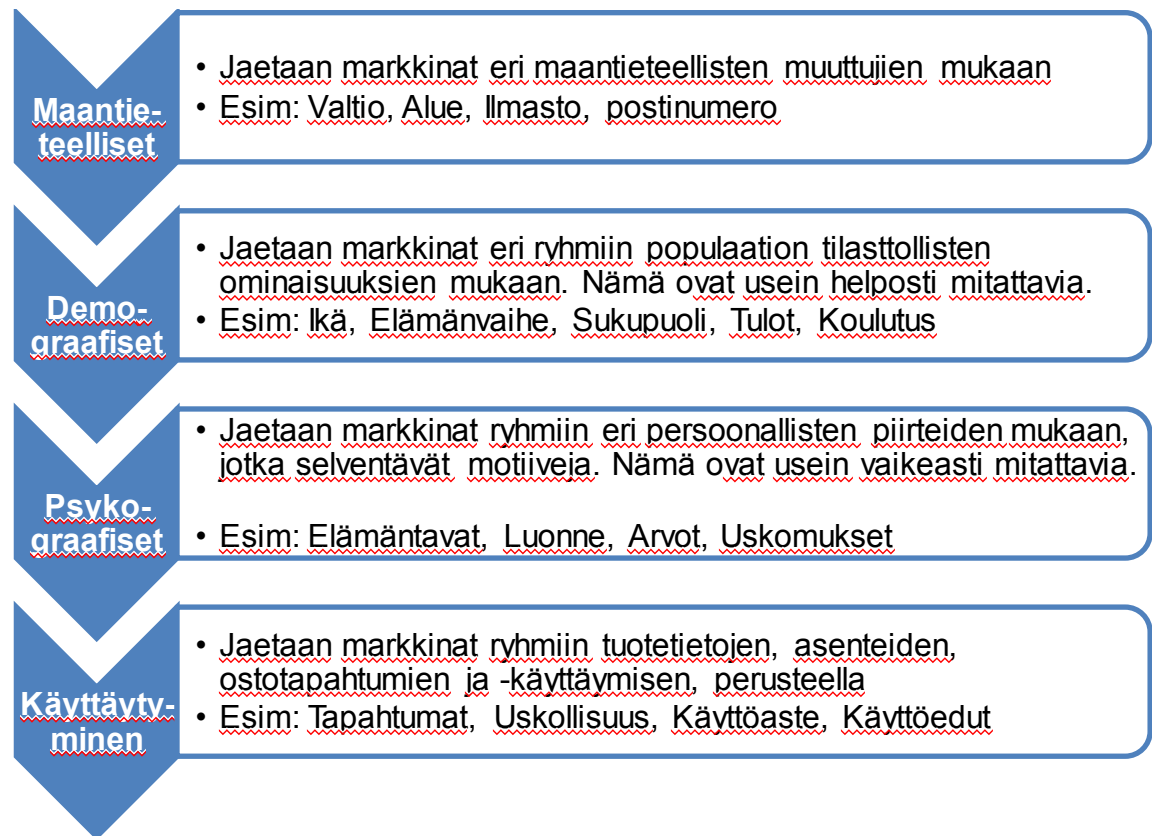 Maantie-
teelliset
• Jaetaan markkinat eri maantieteellisten muuttujien mukaan
• Esim: Valtio, Alue, Ilmasto, postinumero
Demo-
graafiset
• Jaetaan markkinat eri ryhmiin populaation tilasttollisten
ominaisuuksien mukaan. Nämä ovat usein helposti mitattavia.
• Esim: Ikä, Elämänvaihe, Sukupuoli, Tulot, Koulutus
Psyko-
graafiset
• Jaetaan markkinat ryhmiin eri persoonallisten piirteiden mukaan,
jotka selventävät motiiveja. Nämä ovat usein vaikeasti mitattavia.
• Esim: Elämäntavat, Luonne, Arvot, Uskomukset
Käyttäyty-
minen
• Jaetaan markkinat ryhmiin tuotetietojen, asenteiden,
ostotapahtumien ja -käyttäymisen, perusteella
• Esim: Tapahtumat, Uskollisuus, Käyttöaste, Käyttöedut